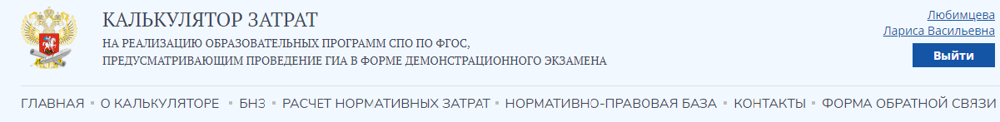 КАЛЬКУЛЯТОР ЗАТРАТ
НА РЕАЛИЗАЦИЮ ОБРАЗОВАТЕЛЬНЫХ ПРОГРАММ СПО ПО ФГОС,
ПРЕДУСМАТРИВАЮЩИМ ПРОВЕДЕНИЕ ГИА В ФОРМЕ ДЕМОНСТРАЦИОННОГО ЭКЗАМЕНА
Любимцева
Лариса Васильевна
Выйти
ГЛАВНАЯ О КАЛЬКУЛЯТОРЕ БНЗ РАСЧЕТ НОРМАТИВНЫХ ЗАТРАТ НОРМАТИВНО-ПРАВОВАЯ БАЗА КОНТАКТЫ ФОРМА ОБРАТНОЙ СВЯЗИ